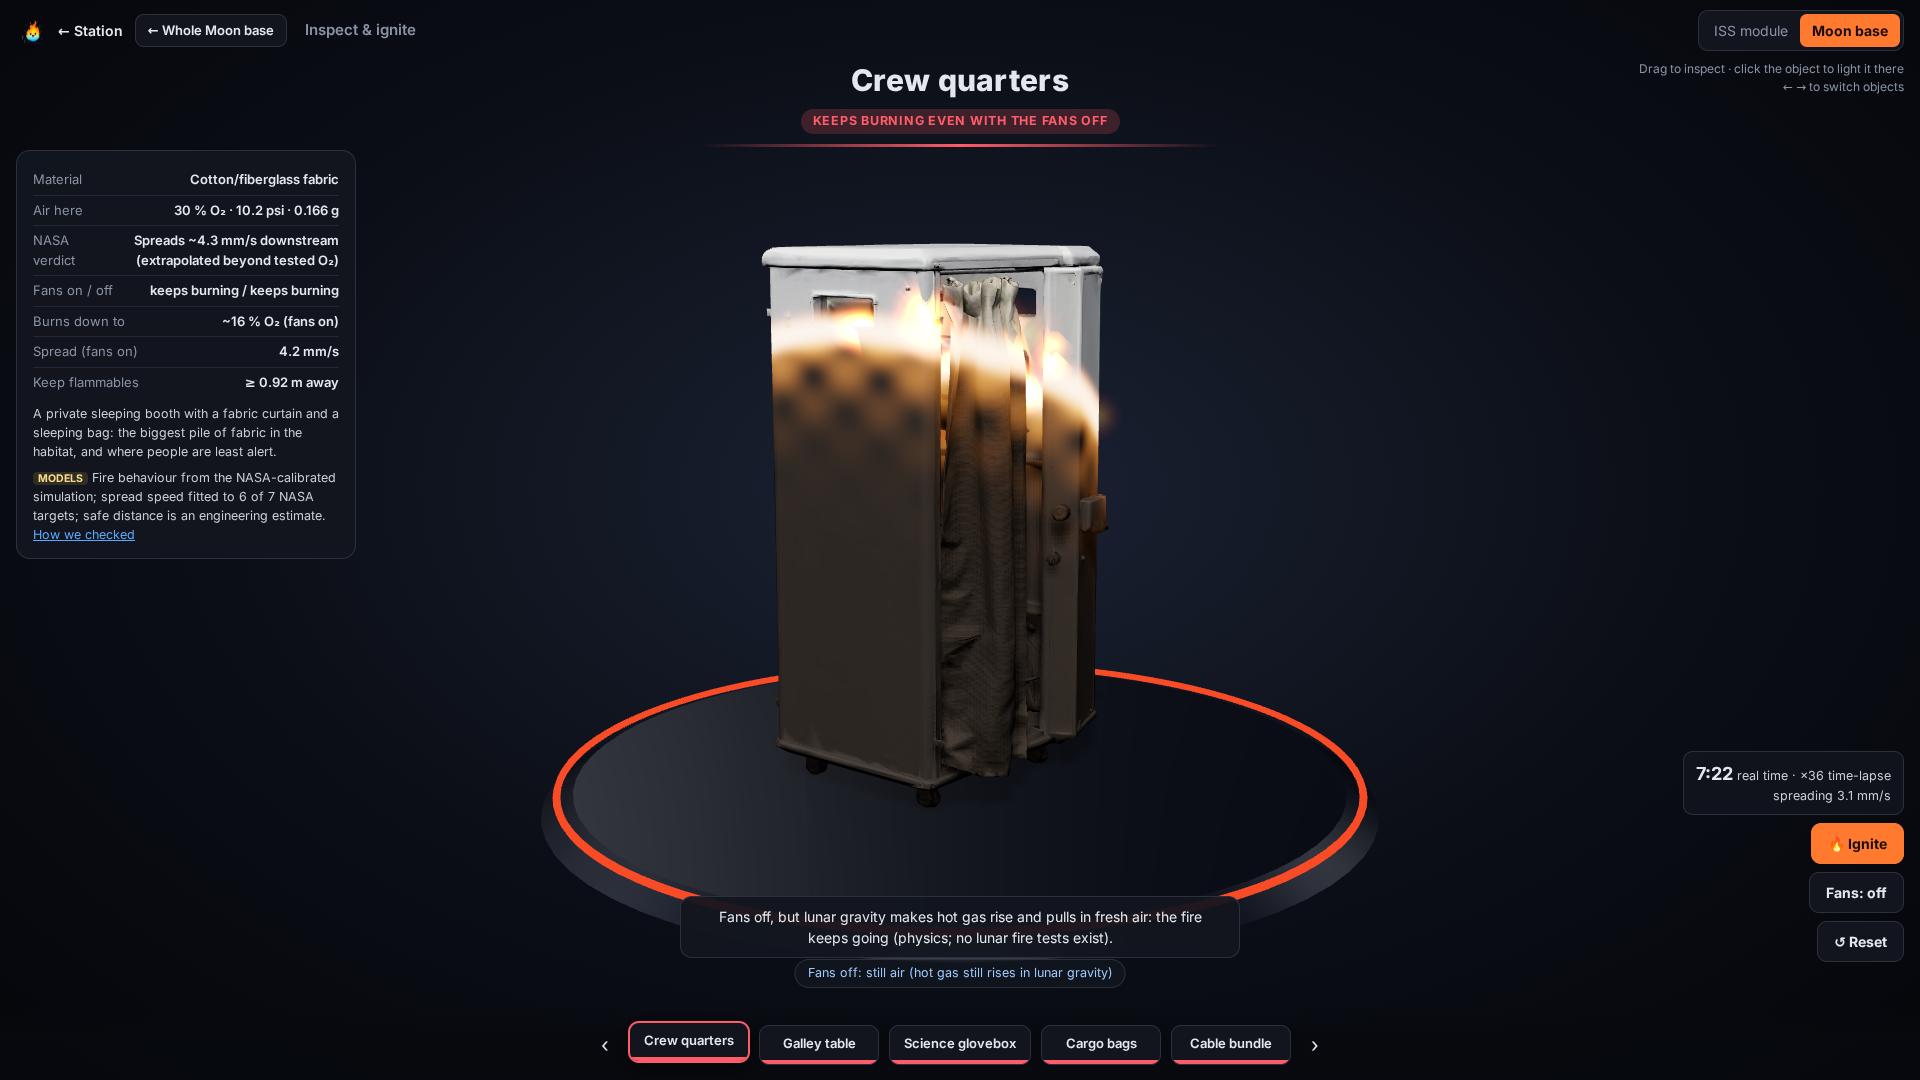 ← Station
← Whole Moon base
Inspect & ignite
ISS module
Moon base
Drag to inspect · click the object to light it there
← → to switch objects
Crew quarters
KEEPS BURNING EVEN WITH THE FANS OFF
Material Cotton/fiberglass fabric
Air here 30 % O₂ · 10.2 psi · 0.166 g
NASA verdict Spreads ~4.3 mm/s downstream
(extrapolated beyond tested O₂)
Fans on / off keeps burning / keeps burning
Burns down to ~16 % O₂ (fans on)
Spread (fans on) 4.2 mm/s
Keep flammables ≥ 0.92 m away
A private sleeping booth with a fabric curtain and a
sleeping bag: the biggest pile of fabric in the
habitat, and where people are least alert.
MODELS Fire behaviour from the NASA-calibrated
simulation; spread speed fitted to 6 of 7 NASA
targets; safe distance is an engineering estimate.
How we checked
7:22 real time · ×36 time-lapse
spreading 3.1 mm/s
🔥 Ignite
Fans: off
↺ Reset
Fans off, but lunar gravity makes hot gas rise and pulls in fresh air: the fire
keeps going (physics; no lunar fire tests exist).
Fans off: still air (hot gas still rises in lunar gravity)
‹
Crew quarters
Galley table
Science glovebox
Cargo bags
Cable bundle
›